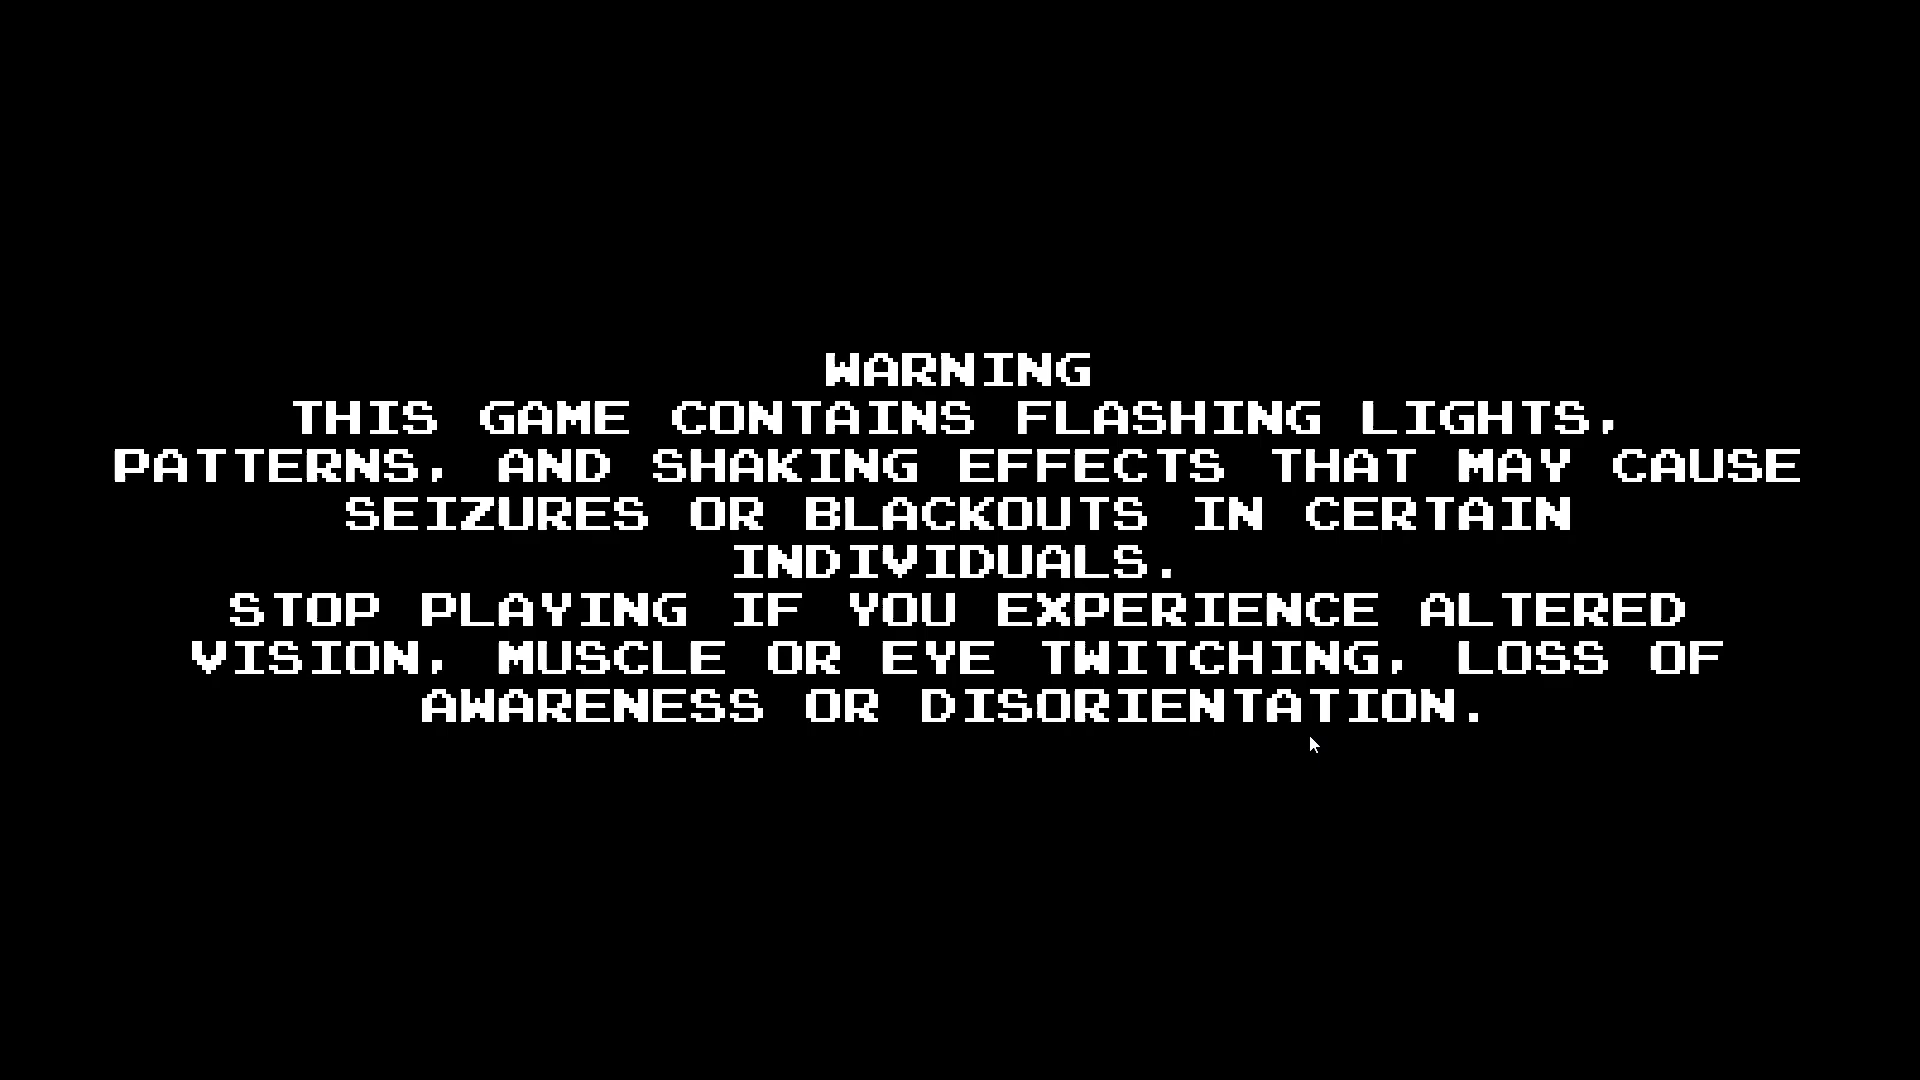 WARNING
THIS GAME CONTAINS FLASHING LIGHTS,
PATTERNS, AND SHAKING EFFECTS THAT MAY CAUSE
SEIZURES OR BLACKOUTS IN CERTAIN
INDIVIDUALS.
STOP PLAYING IF YOU EXPERIENCE ALTERED
VISION, MUSCLE OR EYE TWITCHING, LOSS OF
AWARENESS OR DISORIENTATION.